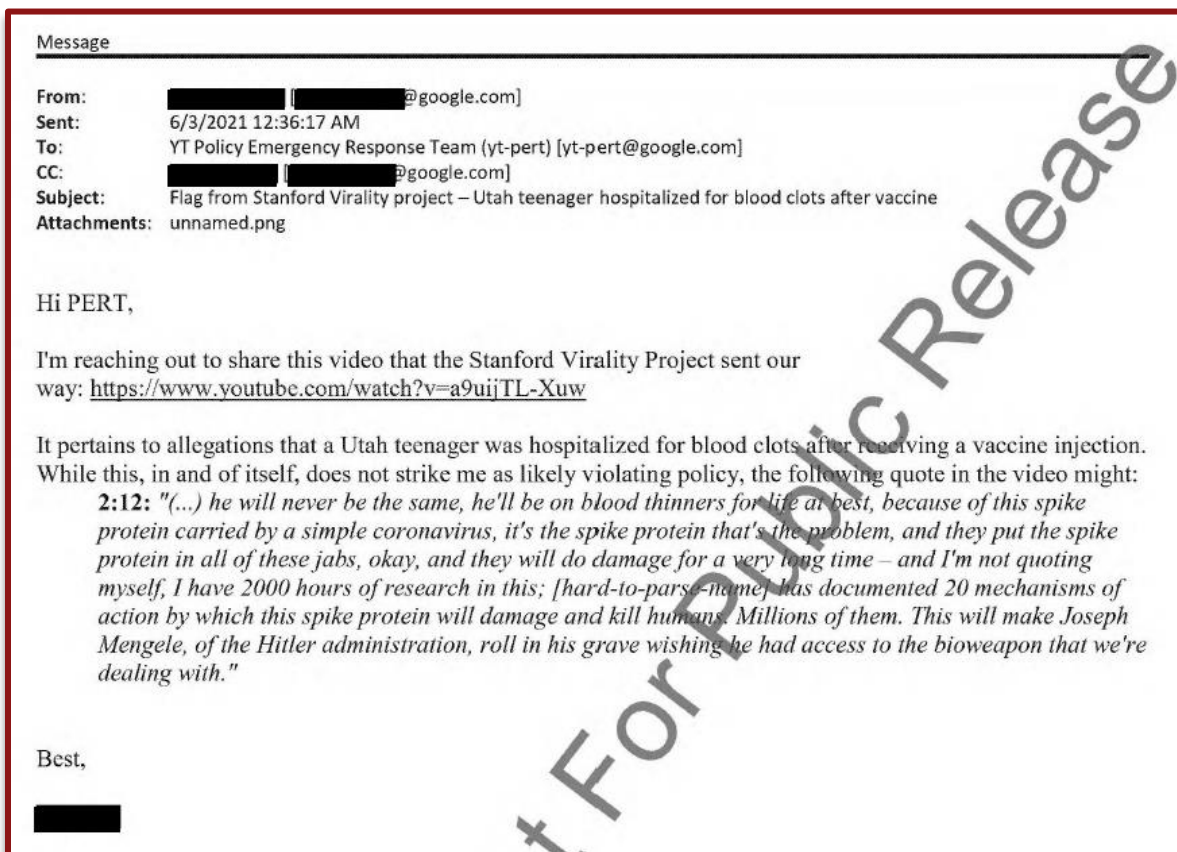 Message
From: [ @google.com]
Sent: 6/3/2021 12:36:17 AM
To: YT Policy Emergency Response Team (yt-pert) [yt-pert@google.com]
CC: [ @google.com]
Subject: Flag from Stanford Virality project – Utah teenager hospitalized for blood clots after vaccine
Attachments: unnamed.png
Hi PERT,
I'm reaching out to share this video that the Stanford Virality Project sent our
way: https://www.youtube.com/watch?v=a9uijTL-Xuw
It pertains to allegations that a Utah teenager was hospitalized for blood clots after receiving a vaccine injection.
While this, in and of itself, does not strike me as likely violating policy, the following quote in the video might:
2:12: "(...) he will never be the same, he'll be on blood thinners for life at best, because of this spike
protein carried by a simple coronavirus, it's the spike protein that's the problem, and they put the spike
protein in all of these jabs, okay, and they will do damage for a very long time – and I'm not quoting
myself, I have 2000 hours of research in this; [hard-to-parse-name] has documented 20 mechanisms of
action by which this spike protein will damage and kill humans. Millions of them. This will make Joseph
Mengele, of the Hitler administration, roll in his grave wishing he had access to the bioweapon that we're
dealing with."
Best,
t For Public Release